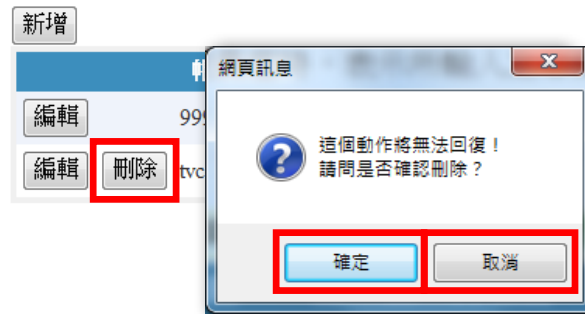 新增
網頁訊息
編輯
999
這個動作將無法回復！
請問是否確認刪除？
編輯
刪除
tvc
確定
取消